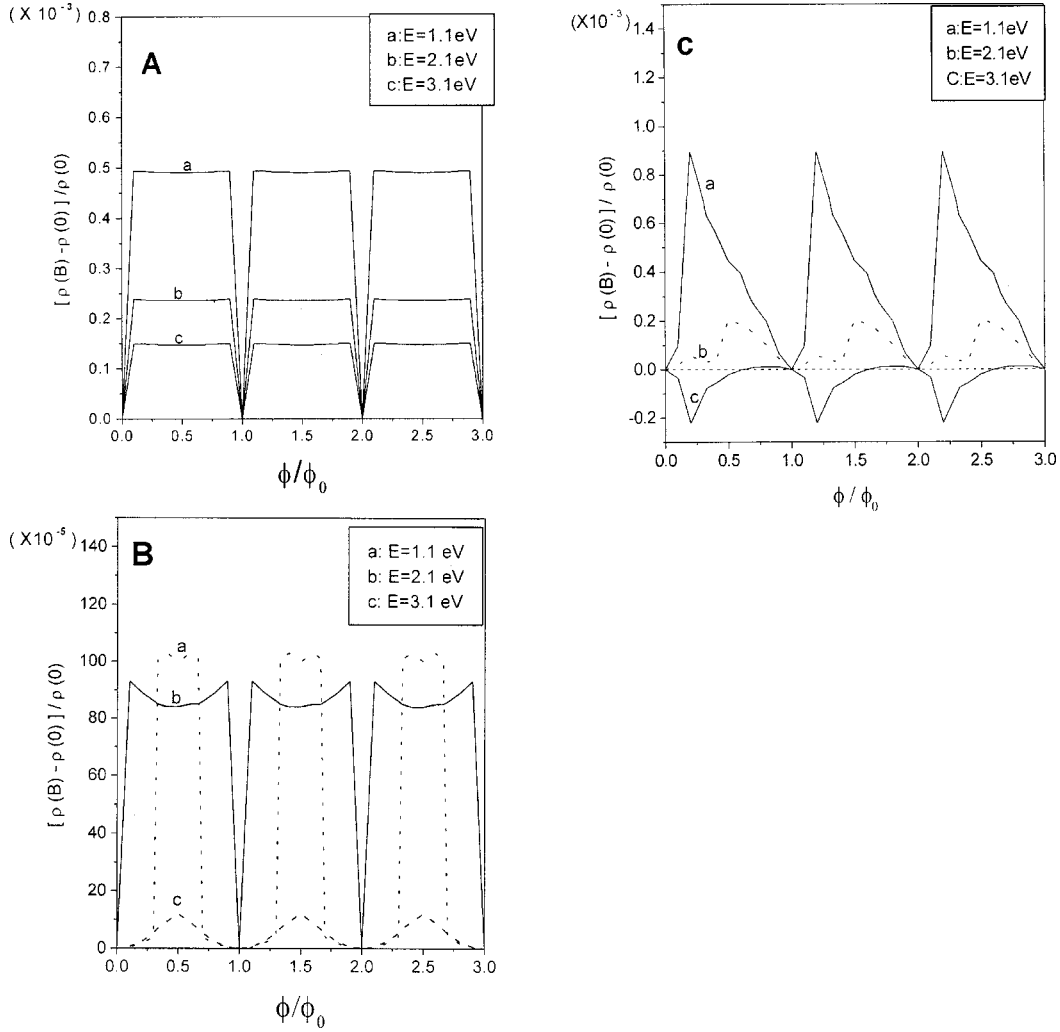 ( X 10⁻³)
A
a:E=1.1eV
b:E=2.1eV
c:E=3.1eV
0.8
0.7
0.6
0.5
0.4
0.3
0.2
0.1
0.0
[ ρ (B) -ρ (0) ] /ρ (0)
a
b
c
0.0 0.5 1.0 1.5 2.0 2.5 3.0
ϕ/ϕ₀
(X10⁻³)
c
a:E=1.1eV
b:E=2.1eV
C:E=3.1eV
1.4
1.2
1.0
0.8
0.6
0.4
0.2
0.0
-0.2
[ ρ (B) - ρ (0) ] / ρ (0)
a
b
c
0.0 0.5 1.0 1.5 2.0 2.5 3.0
ϕ / ϕ₀
( X10⁻⁵)
B
a: E=1.1 eV
b: E=2.1 eV
c: E=3.1 eV
140
120
100
80
60
40
20
0
[ ρ (B) - ρ (0) ] / ρ (0)
a
b
c
0.0 0.5 1.0 1.5 2.0 2.5 3.0
ϕ/ϕ₀